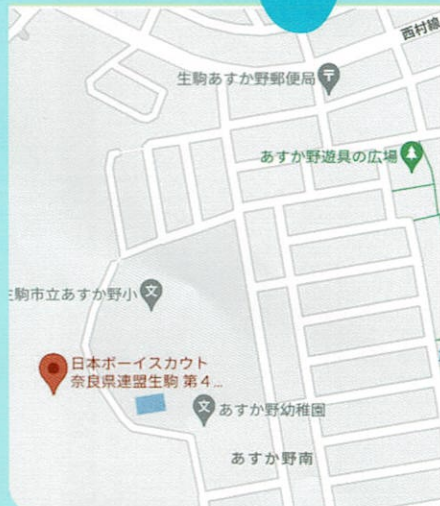 西村線
生駒あすか野郵便局
〒
あすか野遊具の広場
生駒市立あすか野小
文
日本ボーイスカウト
奈良県連盟生駒 第4...
文
あすか野幼稚園
あすか野南